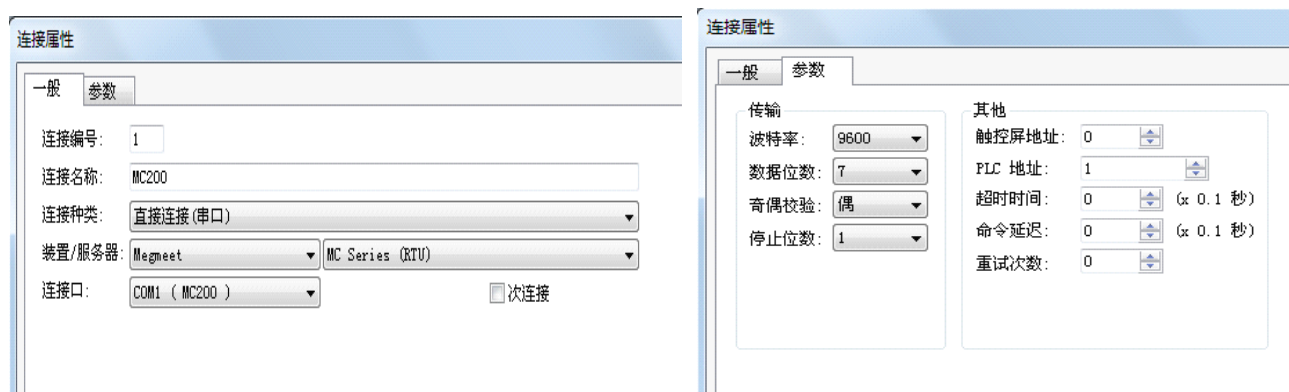 连接属性
一般
参数
连接编号: 1
连接名称: MC200
连接种类: 直接连接(串口)
装置/服务器: Megmeet MC Series (RTU)
连接口: COM1 ( MC200 ) 次连接
连接属性
一般
参数
传输
波特率: 9600
数据位数: 7
奇偶校验: 偶
停止位数: 1
其他
触控屏地址: 0
PLC 地址: 1
超时时间: 0 (x 0.1 秒)
命令延迟: 0 (x 0.1 秒)
重试次数: 0